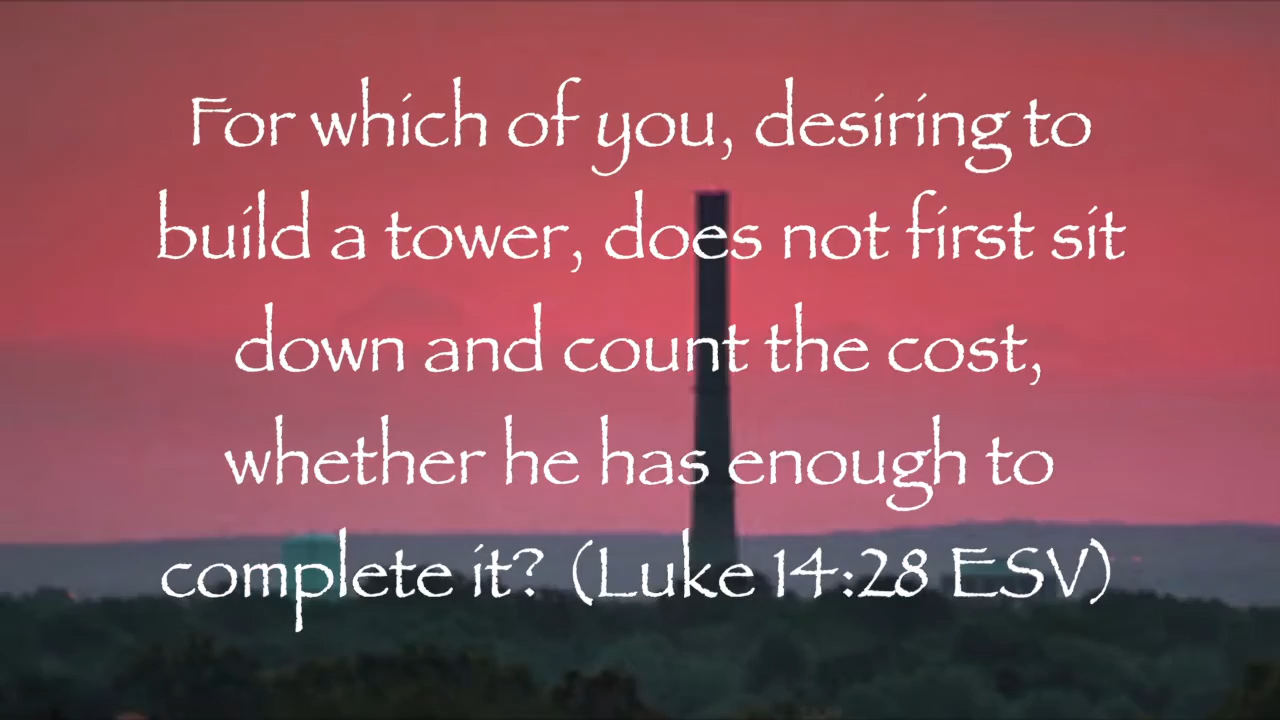 For which of you, desiring to
build a tower, does not first sit
down and count the cost,
whether he has enough to
complete it? (Luke 14:28 ESV)